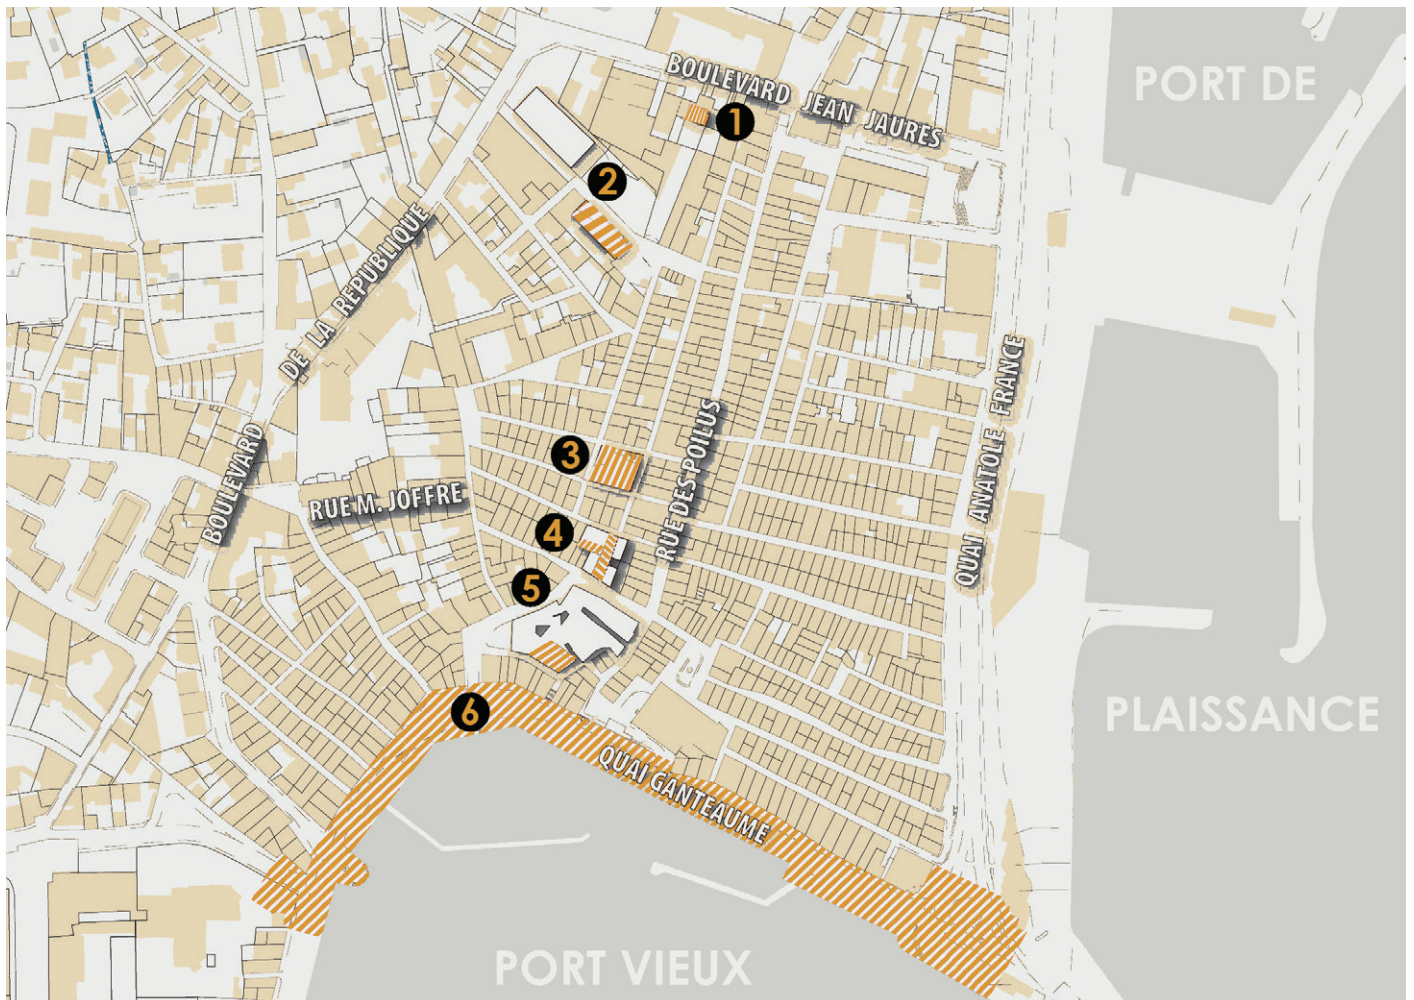 PORT DE
BOULEVARD JEAN JAURES
1
2
DE LA REPUBLIQUE
QUAI ANATOLE FRANCE
RUE DES POILUS
BOULEVARD
3
RUE M. JOFFRE
4
5
6
PLAISSANCE
QUAI GANTEAUME
PORT VIEUX